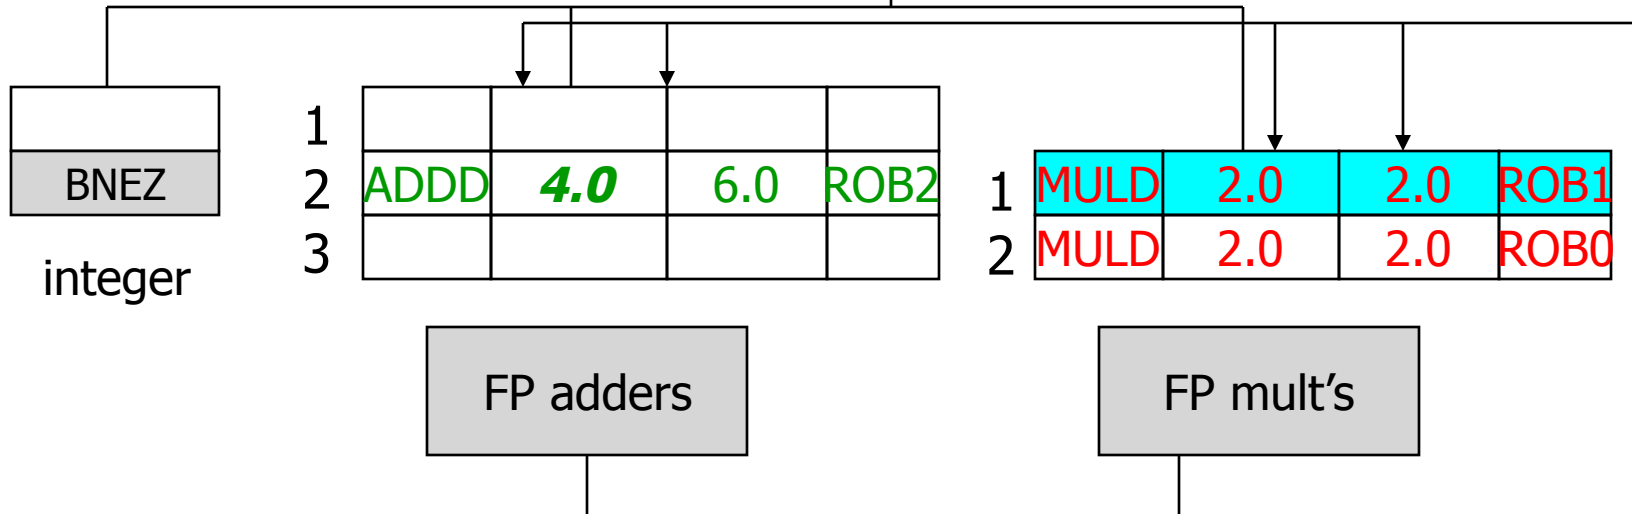 1
BNEZ 2 ADDD 4.0 6.0 ROB2 1 MULD 2.0 2.0 ROB1
3 2 MULD 2.0 2.0 ROB0
integer
FP adders FP mult’s